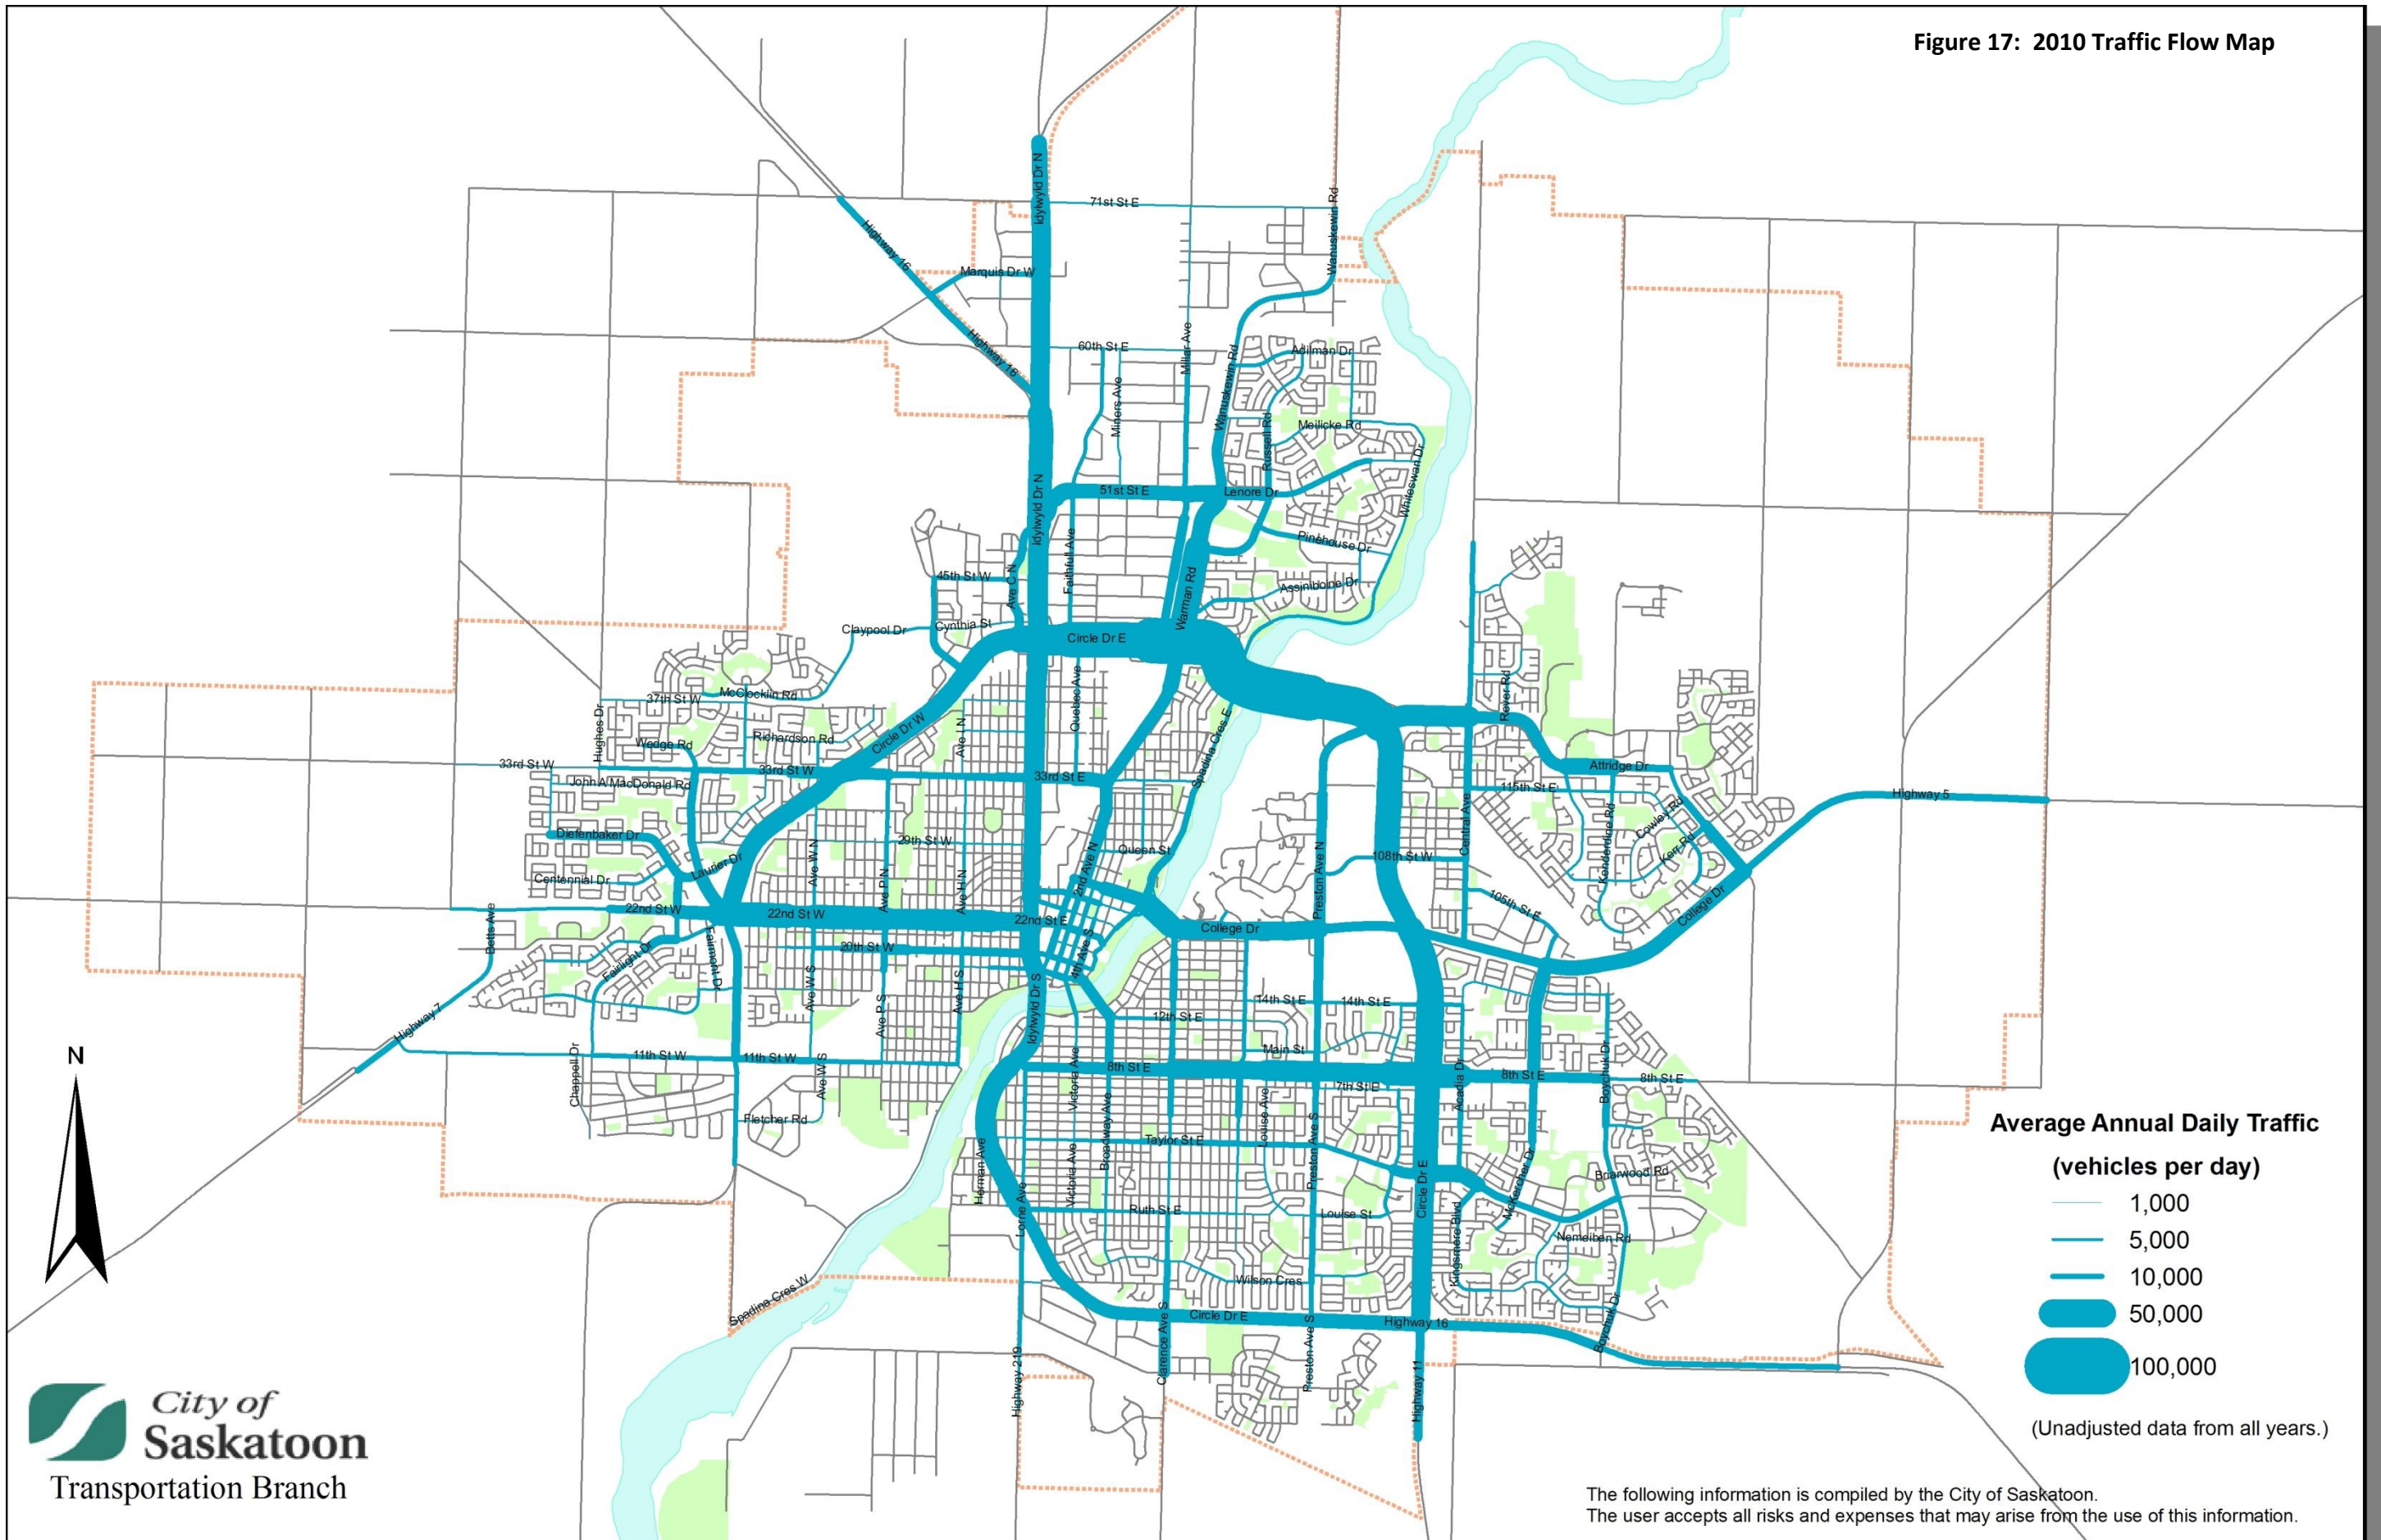 Figure 17:  2010 Traffic Flow Map
Idylwyld Dr N
71st St E
Wanuskewin Rd
Highway 16
Marquis Dr W
Highway 16
60th St E
Millar Ave
Miners Ave
Wanuskewin Rd
Adilman Dr
Russell Rd
Meilicke Rd
Whiteswan Dr
Idylwyld Dr N
51st St E
Lenore Dr
Pinehouse Dr
Faithfull Ave
45th St W
Ave C N
Warman Rd
Assiniboine Dr
Claypool Dr
Cynthia St
Circle Dr E
37th St W
McClocklin Rd
Quebec Ave
Spadina Cres E
Rever Rd
Hughes Dr
Wedge Rd
Richardson Rd
Circle Dr W
Ave I N
33rd St W
33rd St W
33rd St E
Attridge Dr
John A MacDonald Rd
115th St E
Highway 5
Central Ave
Kenderdine Rd
Cowley Rd
Kerr Rd
Diefenbaker Dr
29th St W
Queen St
2nd Ave N
Preston Ave N
108th St W
Laurier Dr
Ave W N
Ave P N
Ave H N
Centennial Dr
105th St E
College Dr
22nd St W
22nd St W
22nd St E
College Dr
Betts Ave
Fairlight Dr
Fairmont Dr
20th St W
4th Ave S
Ave W S
Ave P S
Ave H S
Idylwyld Dr S
14th St E
14th St E
12th St E
Highway 7
11th St W
11th St W
Main St
8th St E
8th St E
8th St E
7th St E
Chappell Dr
Ave W S
Victoria Ave
Broadway Ave
Louise Ave
Preston Ave S
Acadia Dr
Boychuk Dr
Fletcher Rd
Taylor St E
Herman Ave
Victoria Ave
Lorne Ave
Ruth St E
Louise St
Circle Dr E
McKercher Dr
Briarwood Rd
Kingsmere Blvd
Nemeiben Rd
Wilson Cres
Spadina Cres W
Circle Dr E
Highway 16
Boychuk Dr
Clarence Ave S
Preston Ave S
Highway 219
Highway 11
N
Average Annual Daily Traffic
(vehicles per day)
1,000
5,000
10,000
50,000
100,000
(Unadjusted data from all years.)
City of
Saskatoon
Transportation Branch
The following information is compiled by the City of Saskatoon.
The user accepts all risks and expenses that may arise from the use of this information.